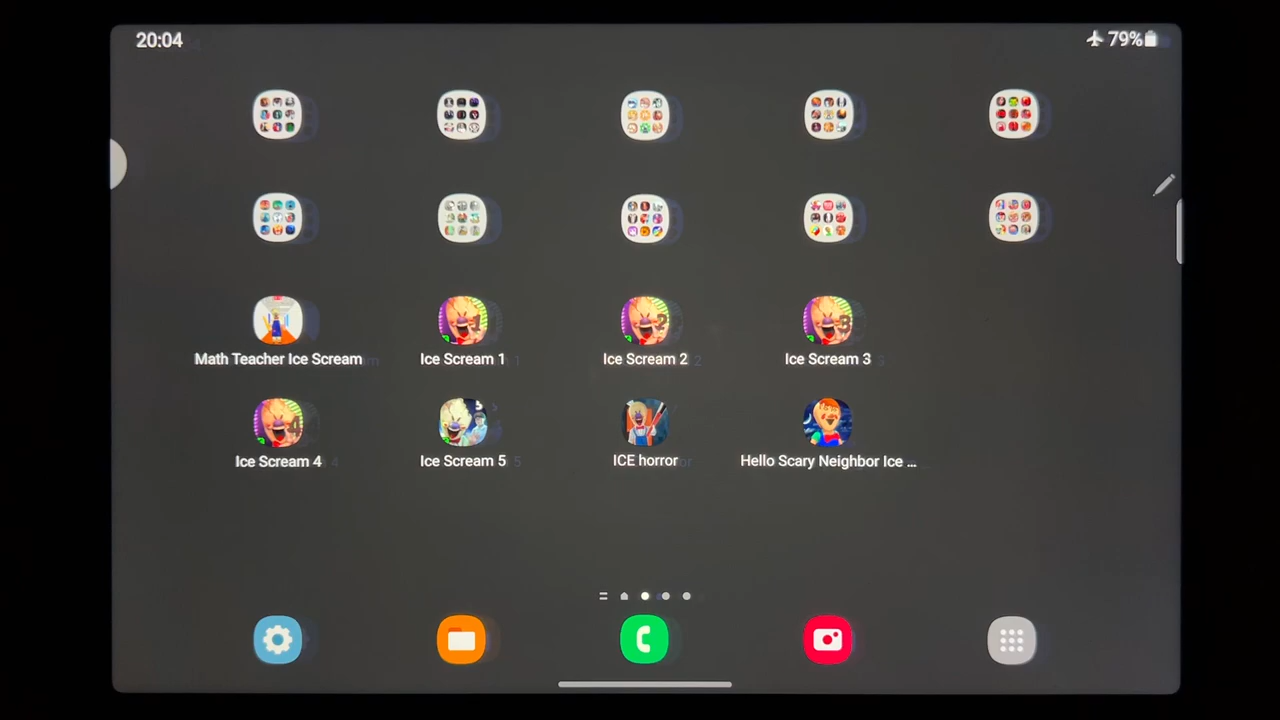 20:04
79%
Math Teacher Ice Scream
Ice Scream 1
Ice Scream 2
Ice Scream 3
Ice Scream 4
Ice Scream 5
ICE horror
Hello Scary Neighbor Ice ...